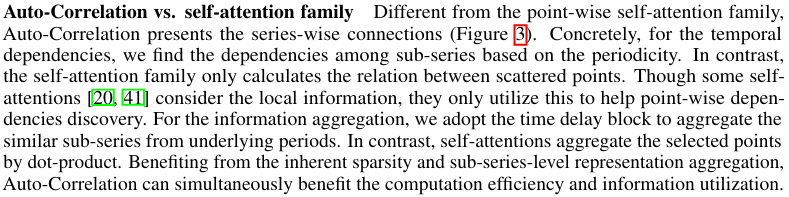 Auto-Correlation vs. self-attention family Different from the point-wise self-attention family,
Auto-Correlation presents the series-wise connections (Figure 3). Concretely, for the temporal
dependencies, we find the dependencies among sub-series based on the periodicity. In contrast,
the self-attention family only calculates the relation between scattered points. Though some self-
attentions [20, 41] consider the local information, they only utilize this to help point-wise depen-
dencies discovery. For the information aggregation, we adopt the time delay block to aggregate the
similar sub-series from underlying periods. In contrast, self-attentions aggregate the selected points
by dot-product. Benefiting from the inherent sparsity and sub-series-level representation aggregation,
Auto-Correlation can simultaneously benefit the computation efficiency and information utilization.